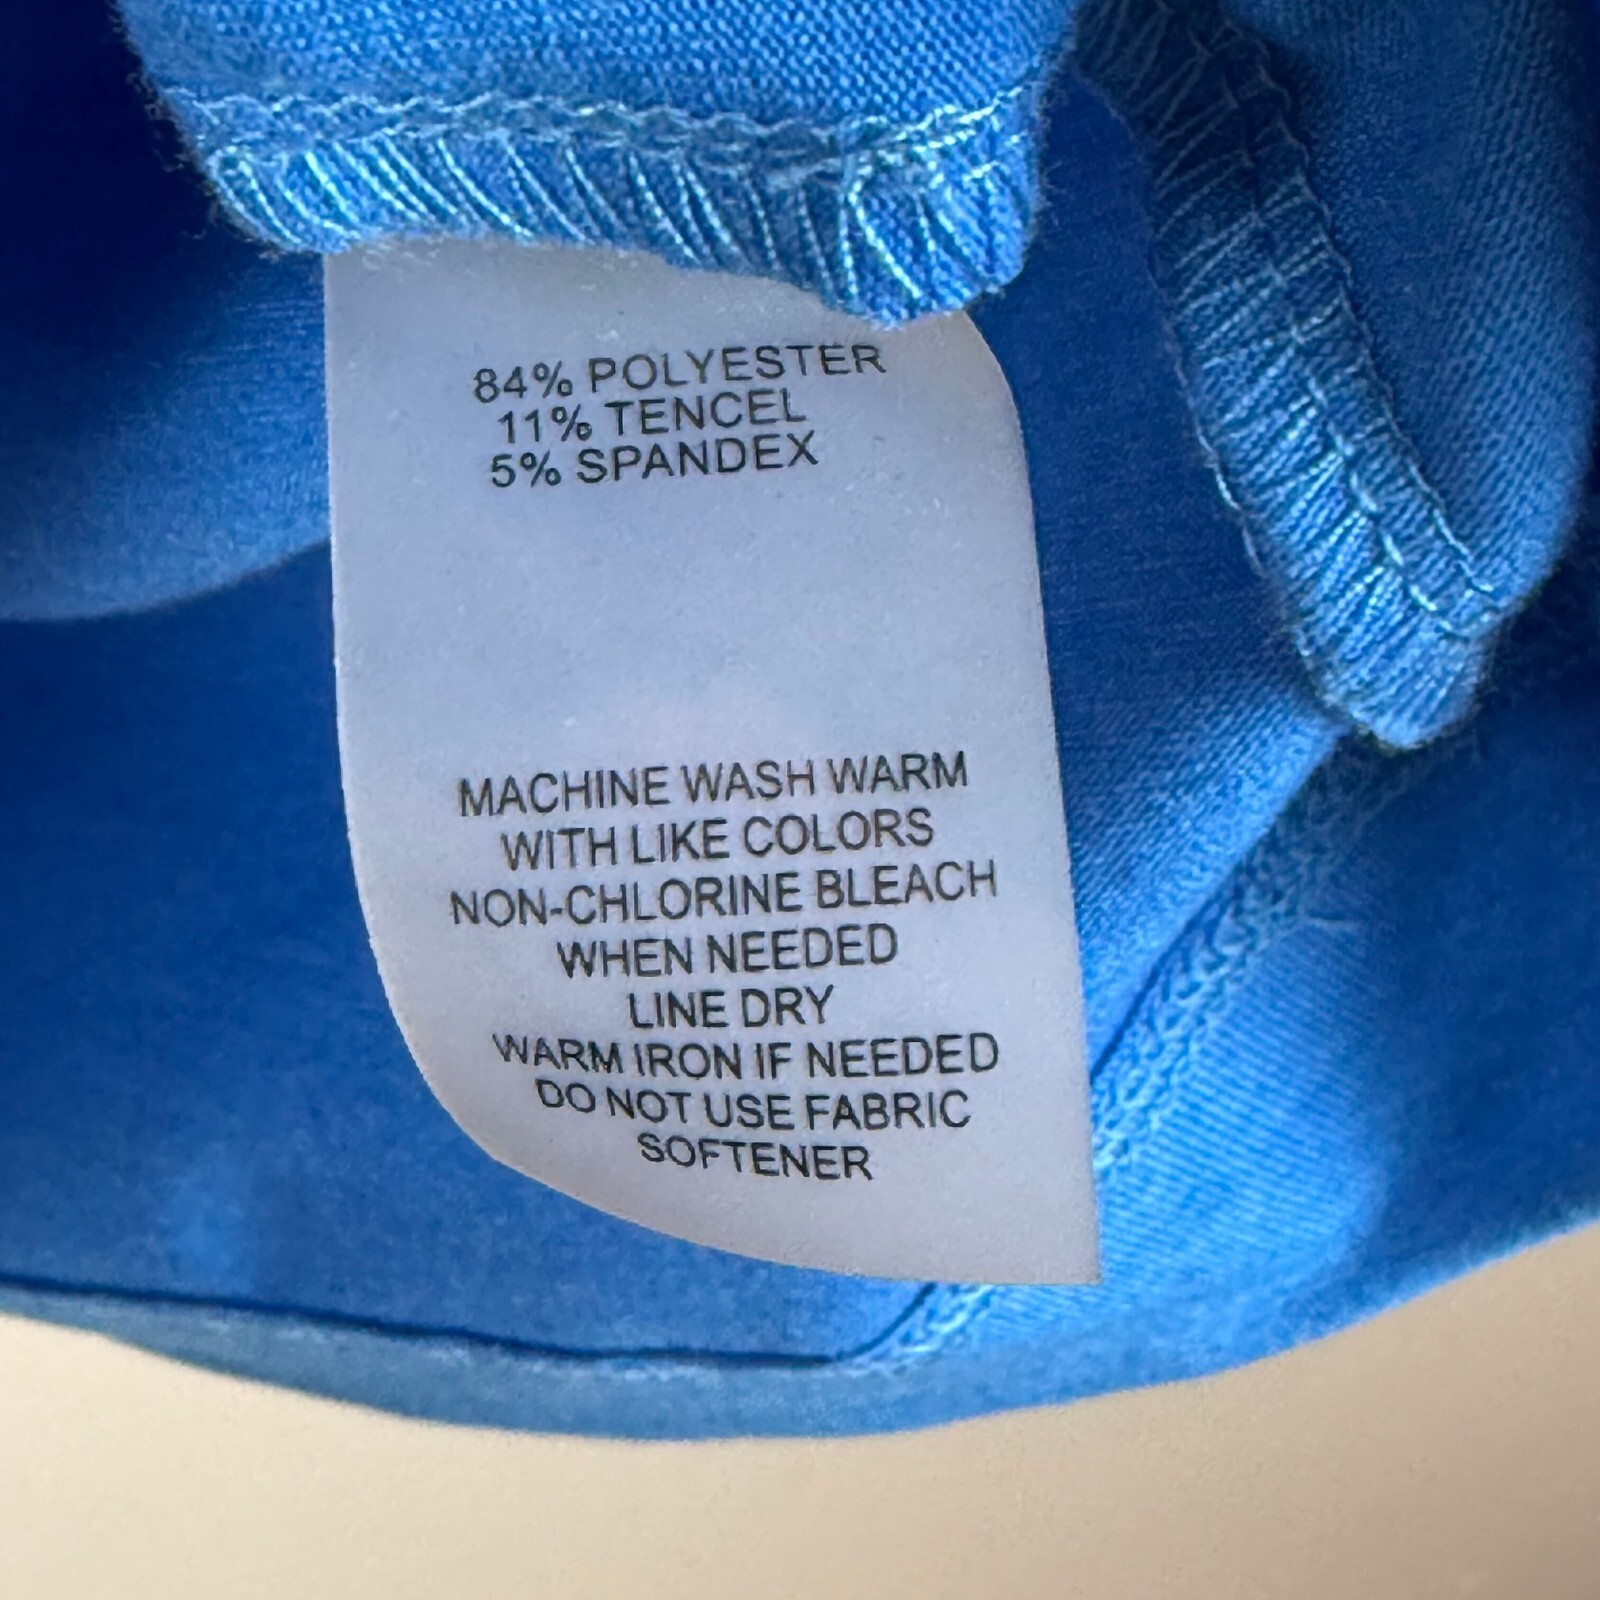 84% POLYESTER
11% TENCEL
5% SPANDEX
MACHINE WASH WARM
WITH LIKE COLORS
NON-CHLORINE BLEACH
WHEN NEEDED
LINE DRY
WARM IRON IF NEEDED
DO NOT USE FABRIC
SOFTENER